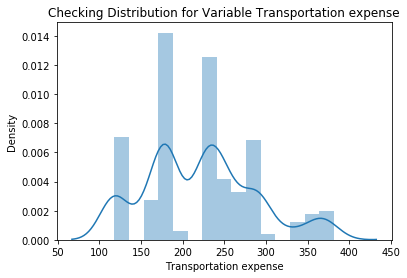 Checking Distribution for Variable Transportation expense
0.014
0.012
0.010
0.008
0.006
0.004
0.002
0.000
Density
50 100 150 200 250 300 350 400 450
Transportation expense